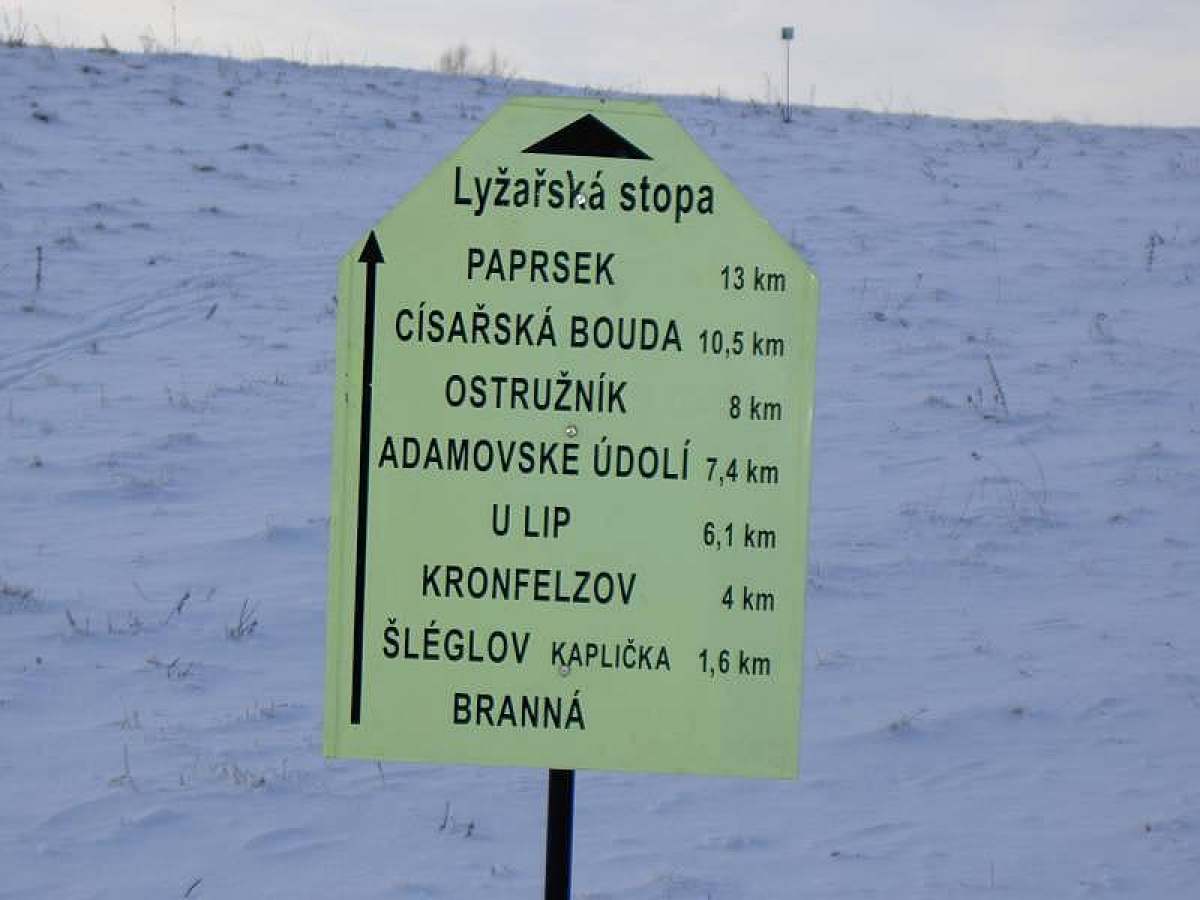 Lyžařská stopa
PAPRSEK 13 km
CÍSAŘSKÁ BOUDA 10,5 km
OSTRUŽNÍK 8 km
ADAMOVSKÉ ÚDOLÍ 7,4 km
U LIP 6,1 km
KRONFELZOV 4 km
ŠLÉGLOV KAPLIČKA 1,6 km
BRANNÁ